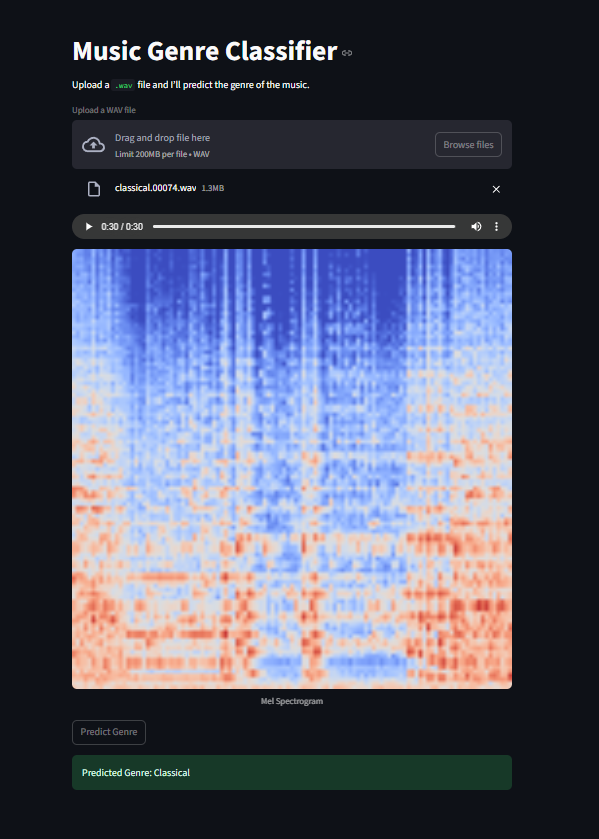 Music Genre Classifier
Upload a .wav file and I'll predict the genre of the music.
Upload a WAV file
Drag and drop file here
Limit 200MB per file • WAV
Browse files
classical.00074.wav 1.3MB
0:30 / 0:30
Mel Spectrogram
Predict Genre
Predicted Genre: Classical